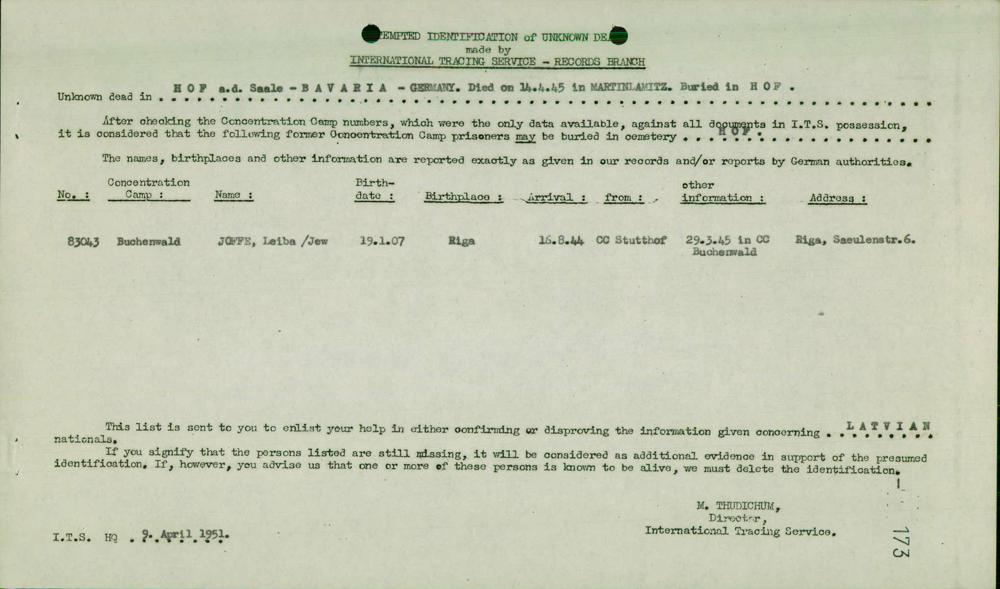 TEMPTED IDENTIFICATION of UNKNOWN DEA
made by
INTERNATIONAL TRACING SERVICE - RECORDS BRANCH
Unknown dead in . H O F a.d. Saale - B A V A R I A - GERMANY. Died on 14.4.45 in MARTINLAMITZ. Buried in H O F .
After checking the Concentration Camp numbers, which were the only data available, against all documents in I.T.S. possession,
it is considered that the following former Concentration Camp prisoners may be buried in cemetery . . . H O F .
The names, birthplaces and other information are reported exactly as given in our records and/or reports by German authorities.
No. : Concentration Camp : Name : Birth-date : Birthplace : Arrival : from : other information : Address :
83043 Buchenwald JOFFE, Leiba /Jew 19.1.07 Riga 16.8.44 CC Stutthof 29.3.45 in CC Riga, Saeulenstr.6.
Buchenwald
This list is sent to you to enlist your help in either confirming or disproving the information given concerning . L A T V I A N
nationals.
If you signify that the persons listed are still missing, it will be considered as additional evidence in support of the presumed
identification. If, however, you advise us that one or more of these persons is known to be alive, we must delete the identification.
M. THUDICHUM,
Director,
International Tracing Service.
I.T.S. HQ . 9. April 1951.
173